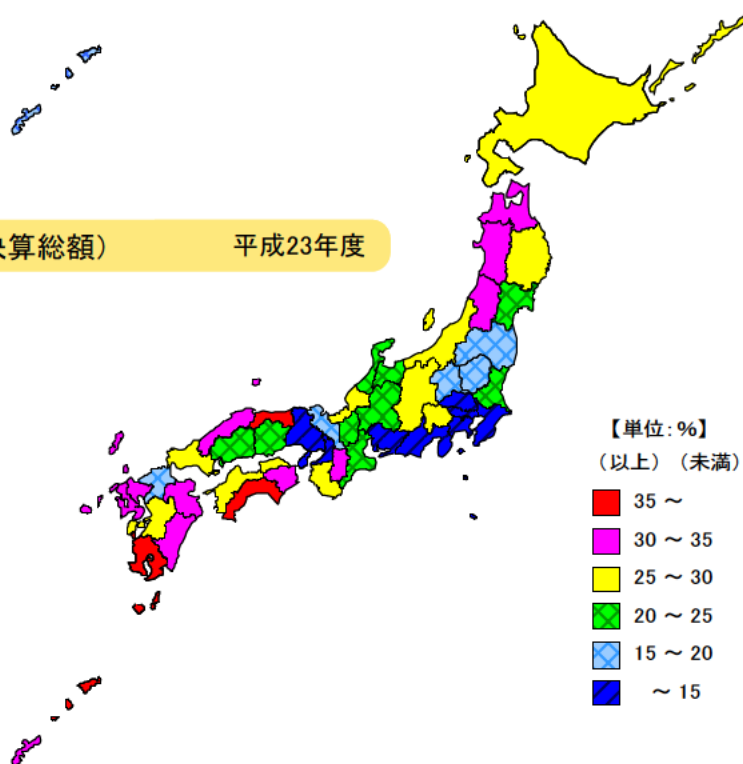 決算総額） 平成23年度
【単位：%】
（以上）（未満）
35 ～
30 ～ 35
25 ～ 30
20 ～ 25
15 ～ 20
～ 15